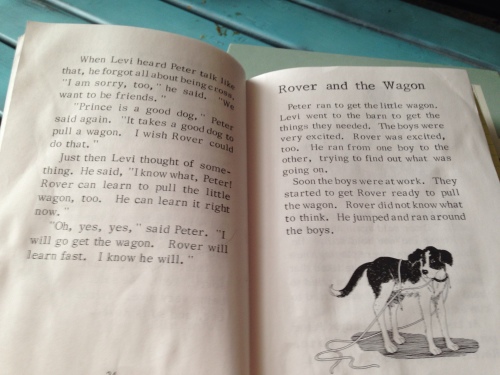 When Levi heard Peter talk like
that, he forgot all about being cross.
"I am sorry, too," he said. "We
want to be friends."
"Prince is a good dog," Peter
said again. "It takes a good dog to
pull a wagon. I wish Rover could
do that."
Just then Levi thought of some-
thing. He said, "I know what, Peter!
Rover can learn to pull the little
wagon, too. He can learn it right
now."
"Oh, yes, yes," said Peter. "I
will go get the wagon. Rover will
learn fast. I know he will."
Rover and the Wagon
Peter ran to get the little wagon.
Levi went to the barn to get the
things they needed. The boys were
very excited. Rover was excited,
too. He ran from one boy to the
other, trying to find out what was
going on.
Soon the boys were at work. They
started to get Rover ready to pull
the wagon. Rover did not know what
to think. He jumped and ran around
the boys.